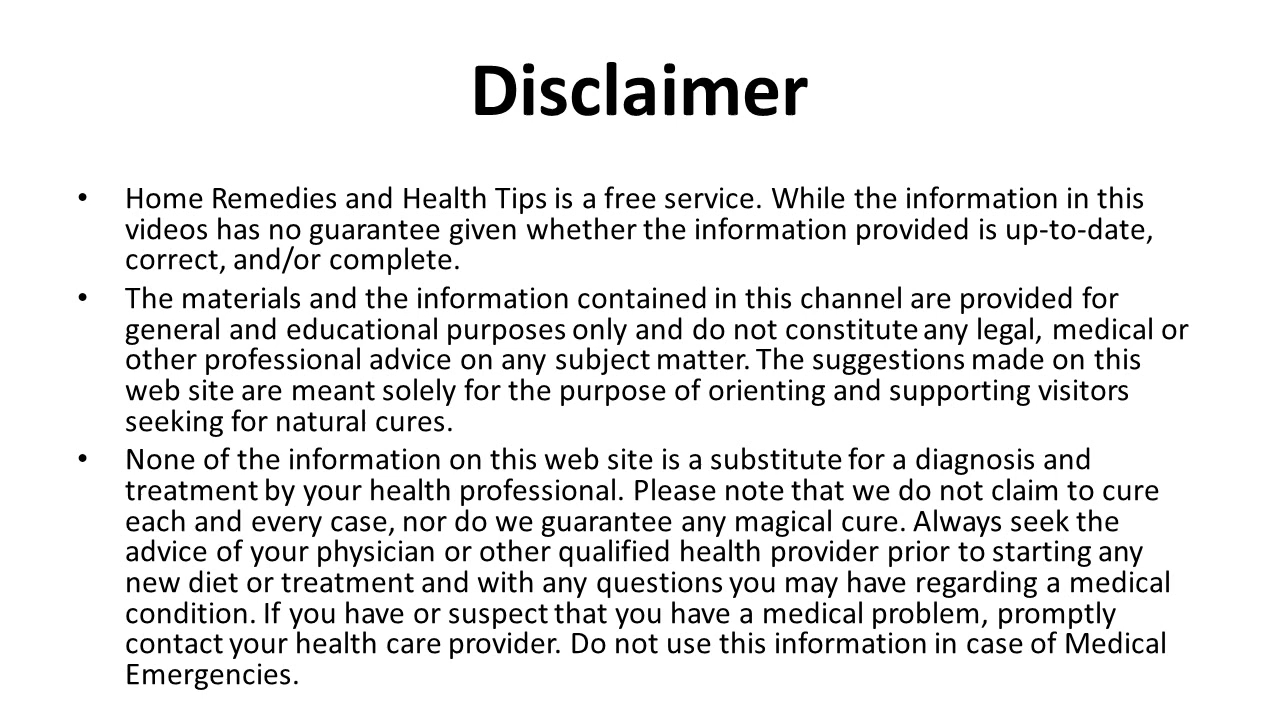 Disclaimer
• Home Remedies and Health Tips is a free service. While the information in this
videos has no guarantee given whether the information provided is up-to-date,
correct, and/or complete.
• The materials and the information contained in this channel are provided for
general and educational purposes only and do not constitute any legal, medical or
other professional advice on any subject matter. The suggestions made on this
web site are meant solely for the purpose of orienting and supporting visitors
seeking for natural cures.
• None of the information on this web site is a substitute for a diagnosis and
treatment by your health professional. Please note that we do not claim to cure
each and every case, nor do we guarantee any magical cure. Always seek the
advice of your physician or other qualified health provider prior to starting any
new diet or treatment and with any questions you may have regarding a medical
condition. If you have or suspect that you have a medical problem, promptly
contact your health care provider. Do not use this information in case of Medical
Emergencies.